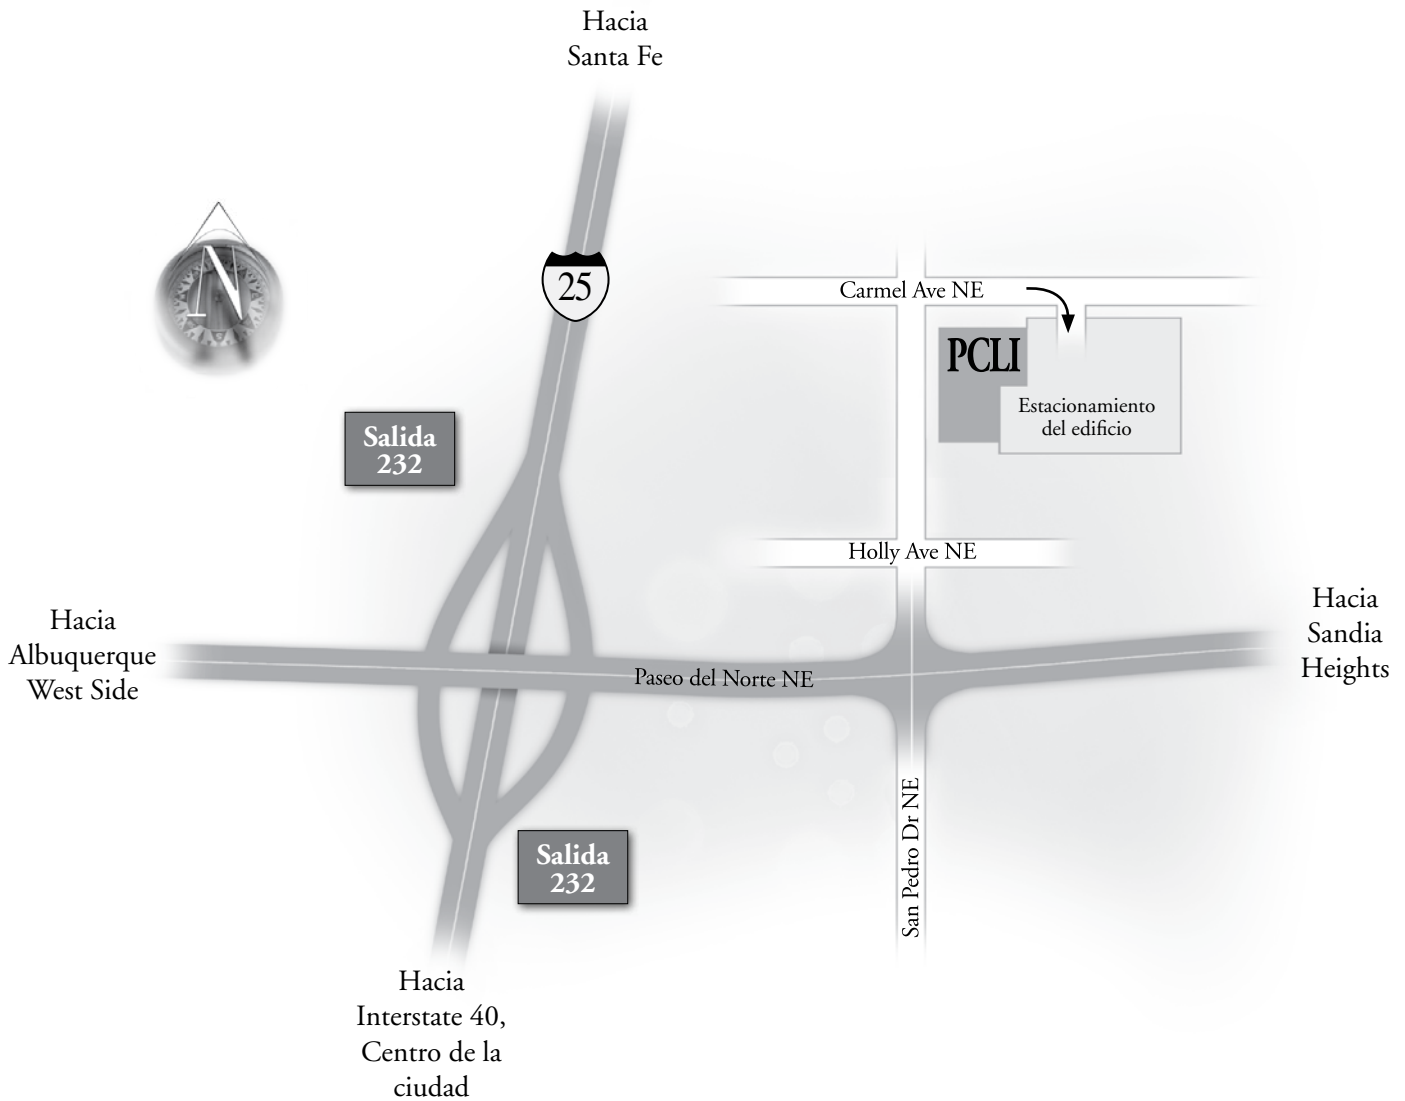 Hacia
Santa Fe
N
25
Carmel Ave NE
PCLI
Estacionamiento
del edificio
Salida
232
Holly Ave NE
Hacia
Albuquerque
West Side
Hacia
Sandia
Heights
Paseo del Norte NE
San Pedro Dr NE
Salida
232
Hacia
Interstate 40,
Centro de la
ciudad